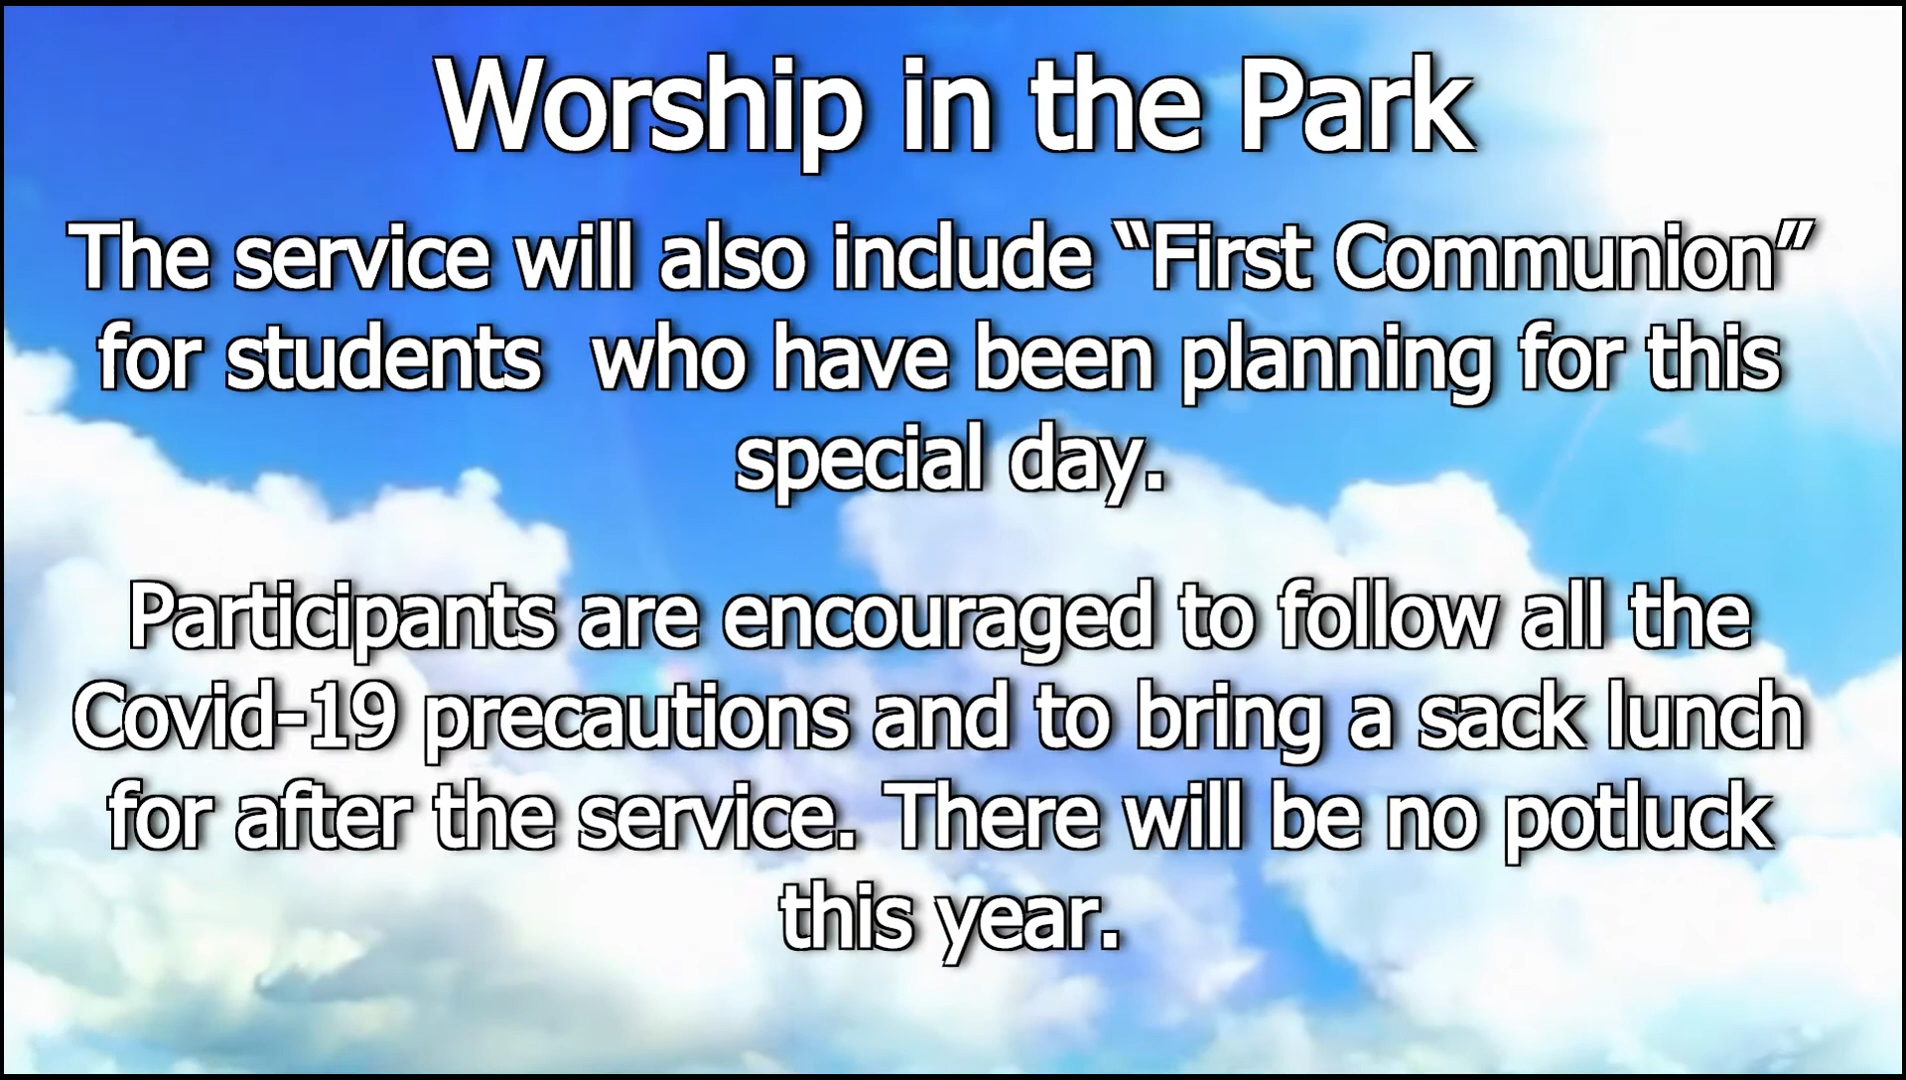 Worship in the Park
The service will also include “First Communion”
for students  who have been planning for this
special day.
Participants are encouraged to follow all the
Covid-19 precautions and to bring a sack lunch
for after the service. There will be no potluck
this year.